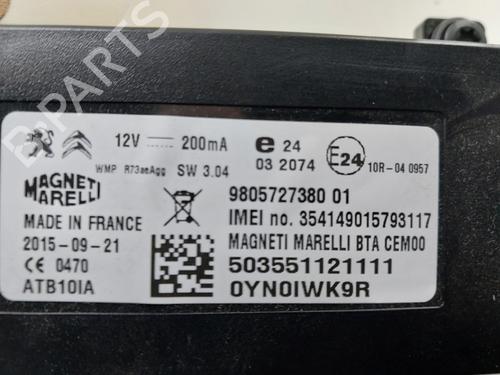 B-PARTS
12V 200mA e 24 E24
WMP R73aeAgg SW 3.04 03 2074 10R-04 0957
MAGNETI
MARELLI
9805727380 01
IMEI no. 354149015793117
MADE IN FRANCE
2015-09-21
MAGNETI MARELLI BTA CEM00
CE 0470
503551121111
ATB10IA
0YN0IWK9R